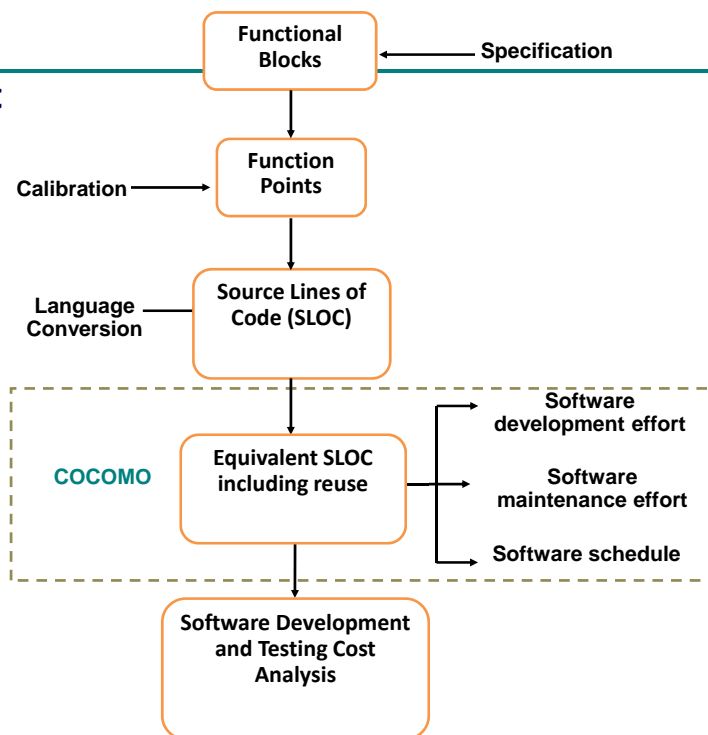 Functional
Blocks
Specification
Function
Points
Calibration
Source Lines of
Code (SLOC)
Language
Conversion
Software
development effort
COCOMO
Equivalent SLOC
including reuse
Software
maintenance effort
Software schedule
Software Development
and Testing Cost
Analysis